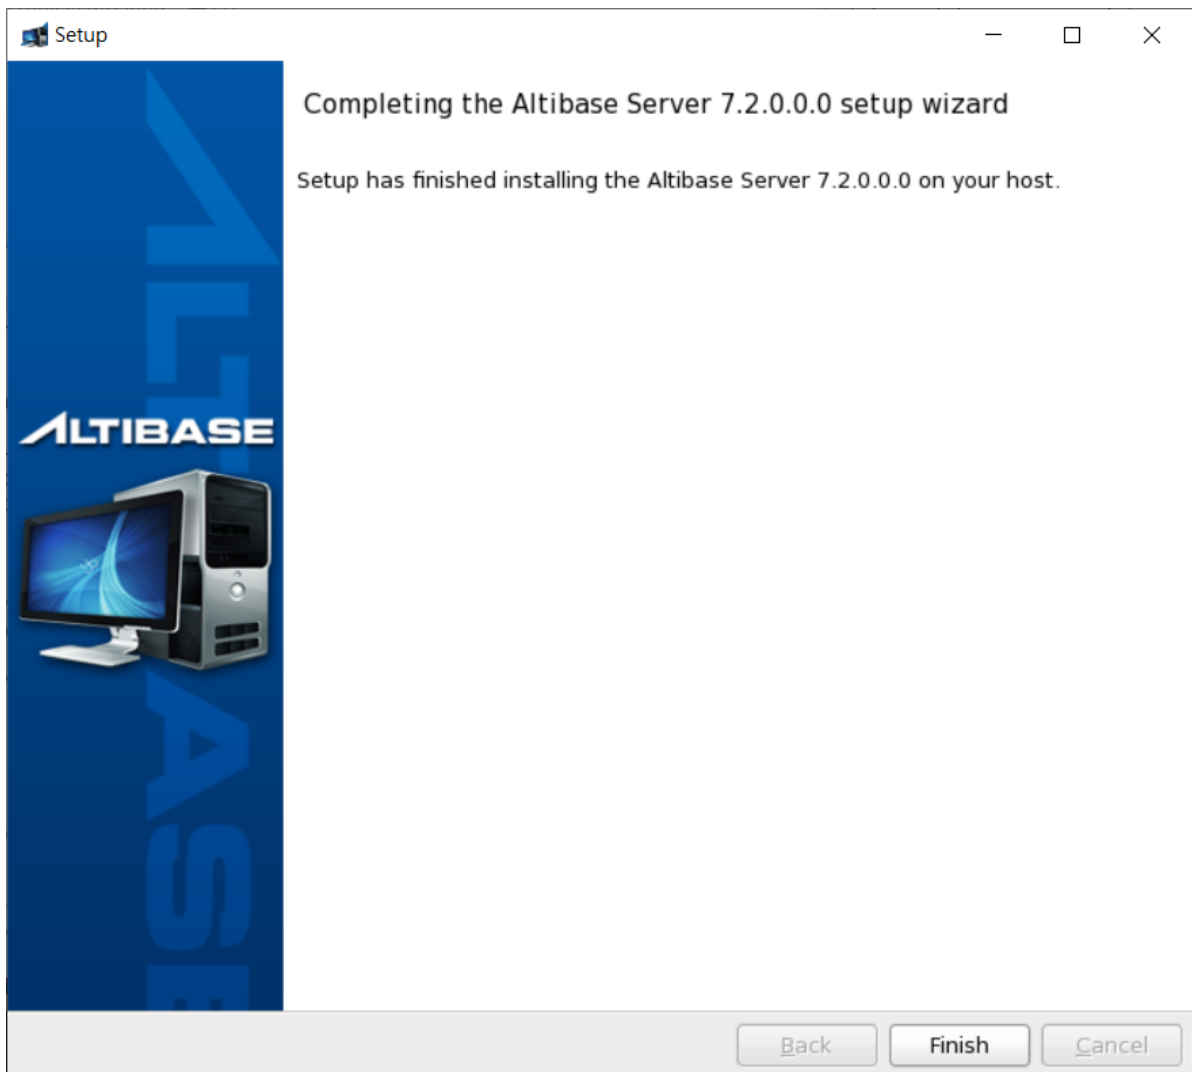 Setup
Completing the Altibase Server 7.2.0.0.0 setup wizard
Setup has finished installing the Altibase Server 7.2.0.0.0 on your host.
ALTIBASE
ALTIBASE
Back
Finish
Cancel